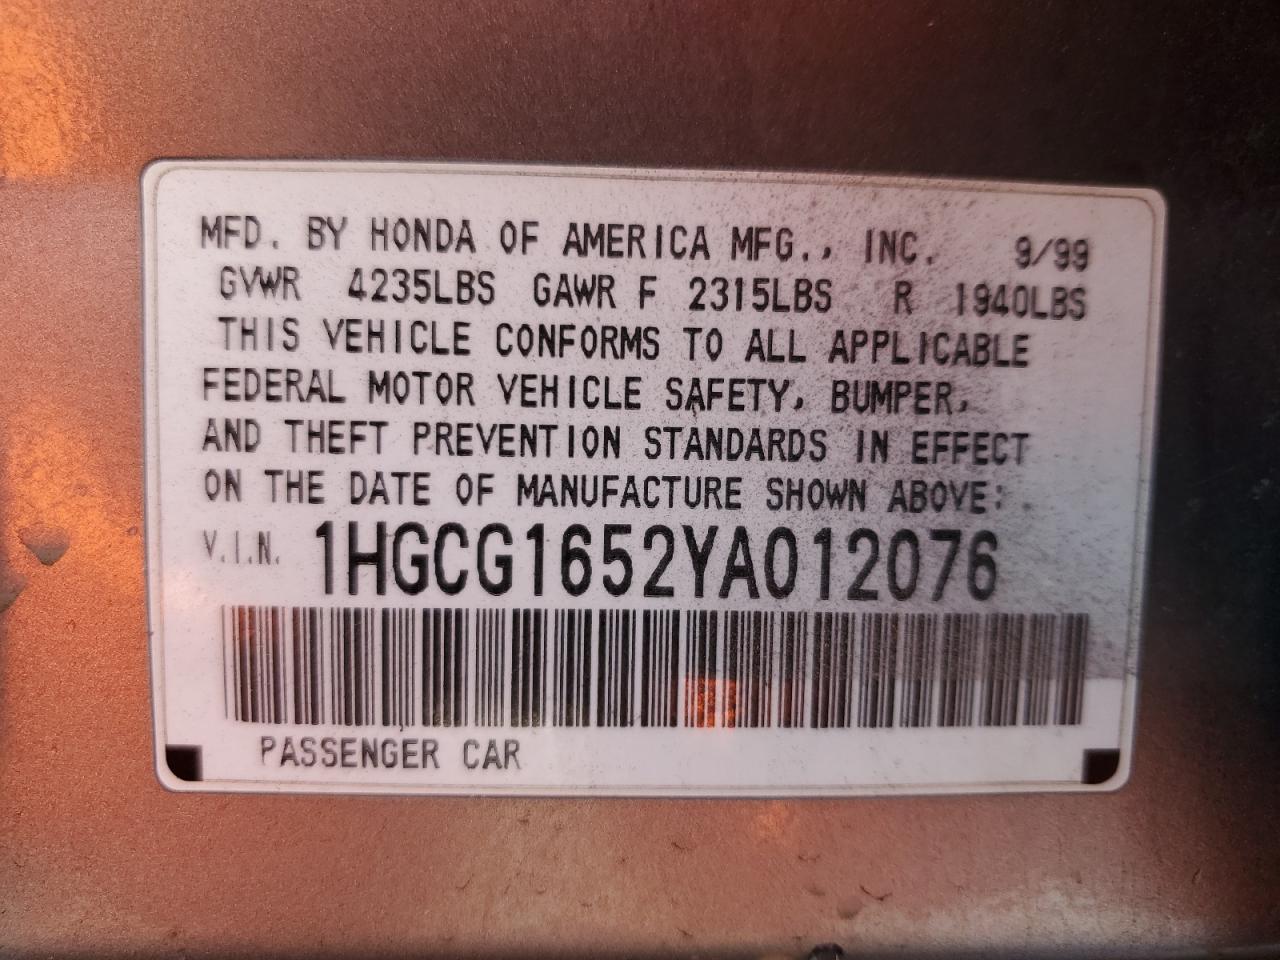 MFD. BY HONDA OF AMERICA MFG., INC. 9/99
GVWR 4235LBS GAWR F 2315LBS R 1940LBS
THIS VEHICLE CONFORMS TO ALL APPLICABLE
FEDERAL MOTOR VEHICLE SAFETY, BUMPER,
AND THEFT PREVENTION STANDARDS IN EFFECT
ON THE DATE OF MANUFACTURE SHOWN ABOVE:
V.I.N. 1HGCG1652YA012076
PASSENGER CAR